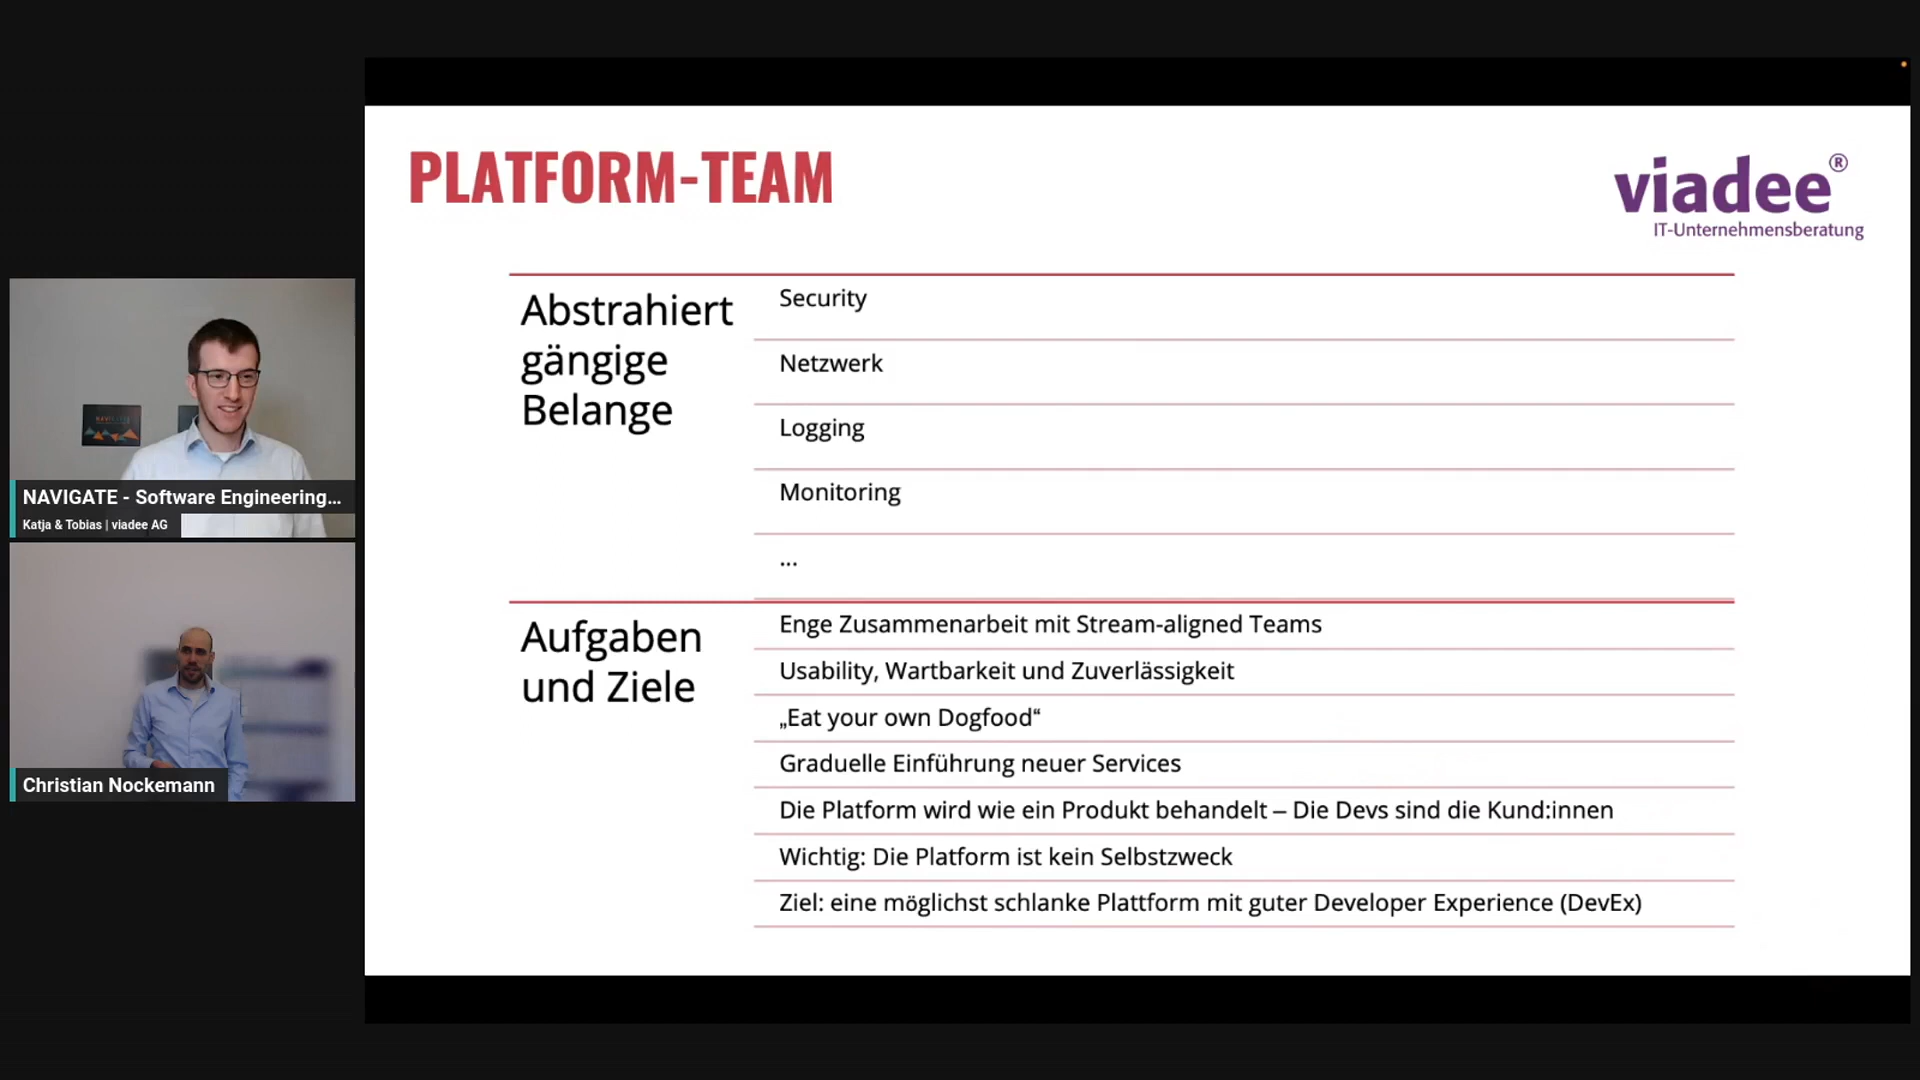 PLATFORM-TEAM
viadee®
IT-Unternehmensberatung
Abstrahiert
gängige
Belange
Security
Netzwerk
Logging
Monitoring
...
Aufgaben
und Ziele
Enge Zusammenarbeit mit Stream-aligned Teams
Usability, Wartbarkeit und Zuverlässigkeit
„Eat your own Dogfood“
Graduelle Einführung neuer Services
Die Platform wird wie ein Produkt behandelt – Die Devs sind die Kund:innen
Wichtig: Die Platform ist kein Selbstzweck
Ziel: eine möglichst schlanke Plattform mit guter Developer Experience (DevEx)
NAVIGATE - Software Engineering...
Katja & Tobias | viadee AG
Christian Nockemann